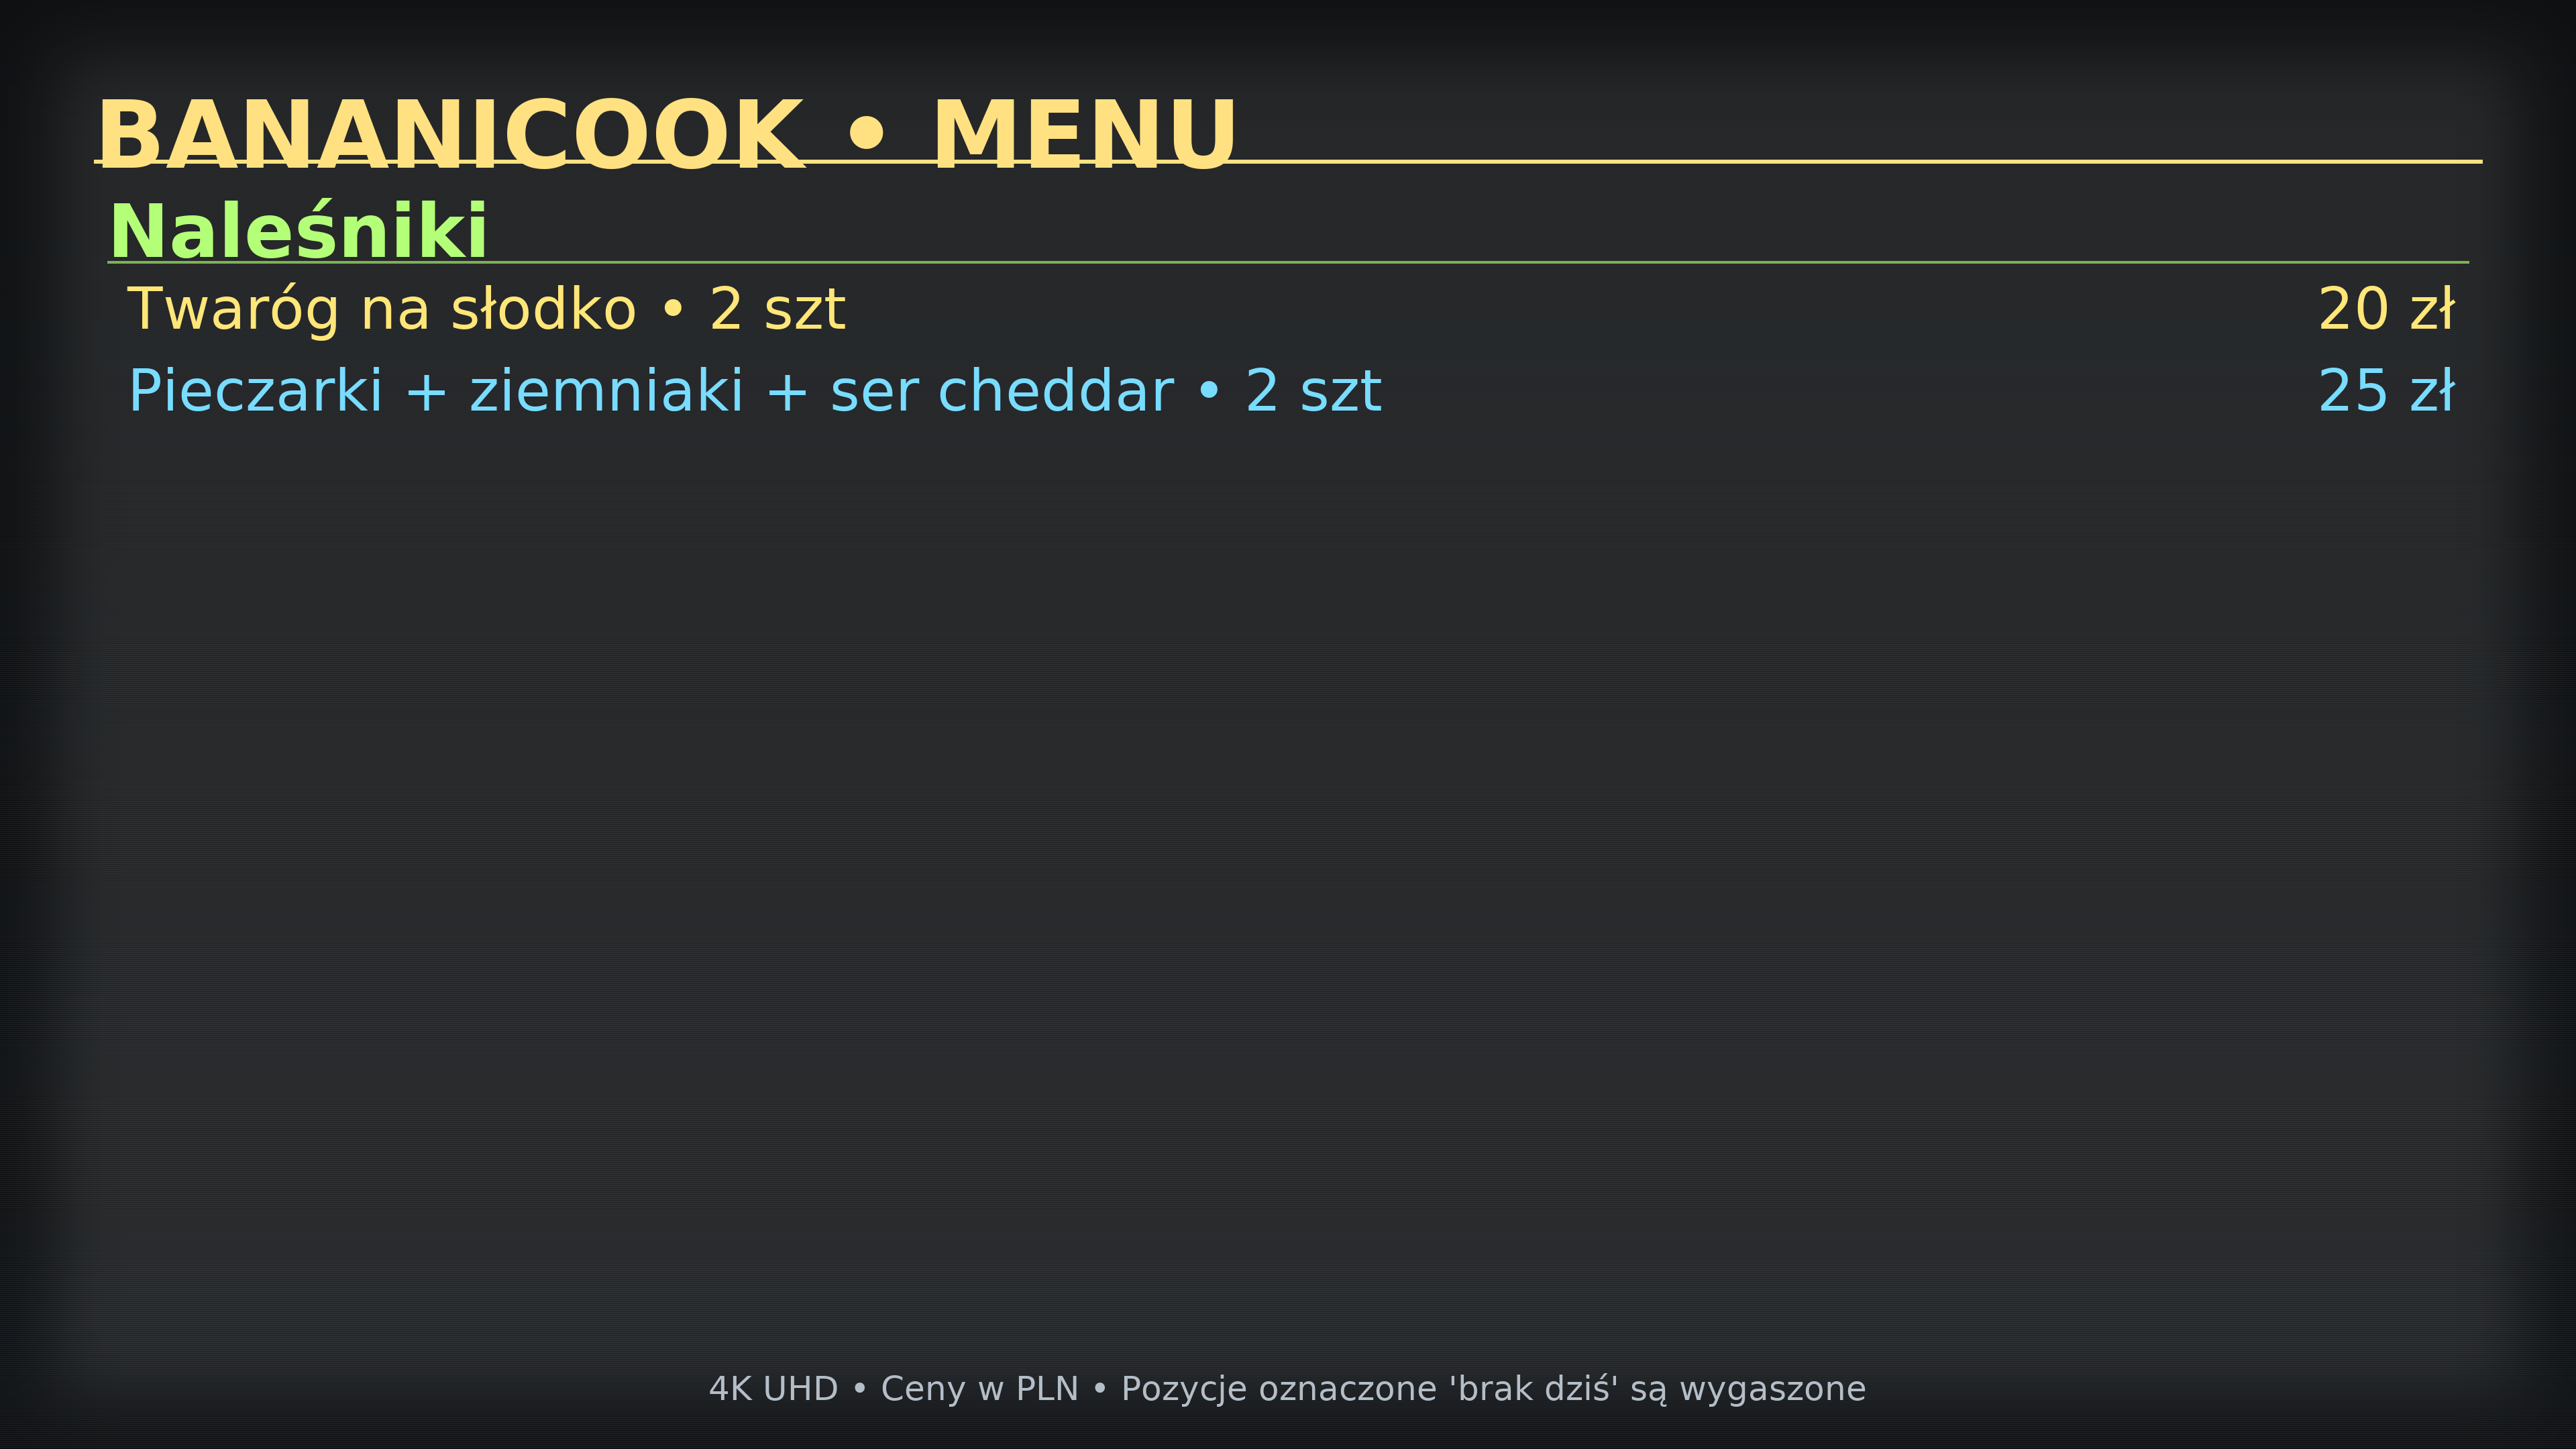 BANANICOOK • MENU
Naleśniki
Twaróg na słodko • 2 szt 20 zł
Pieczarki + ziemniaki + ser cheddar • 2 szt 25 zł
4K UHD • Ceny w PLN • Pozycje oznaczone 'brak dziś' są wygaszone